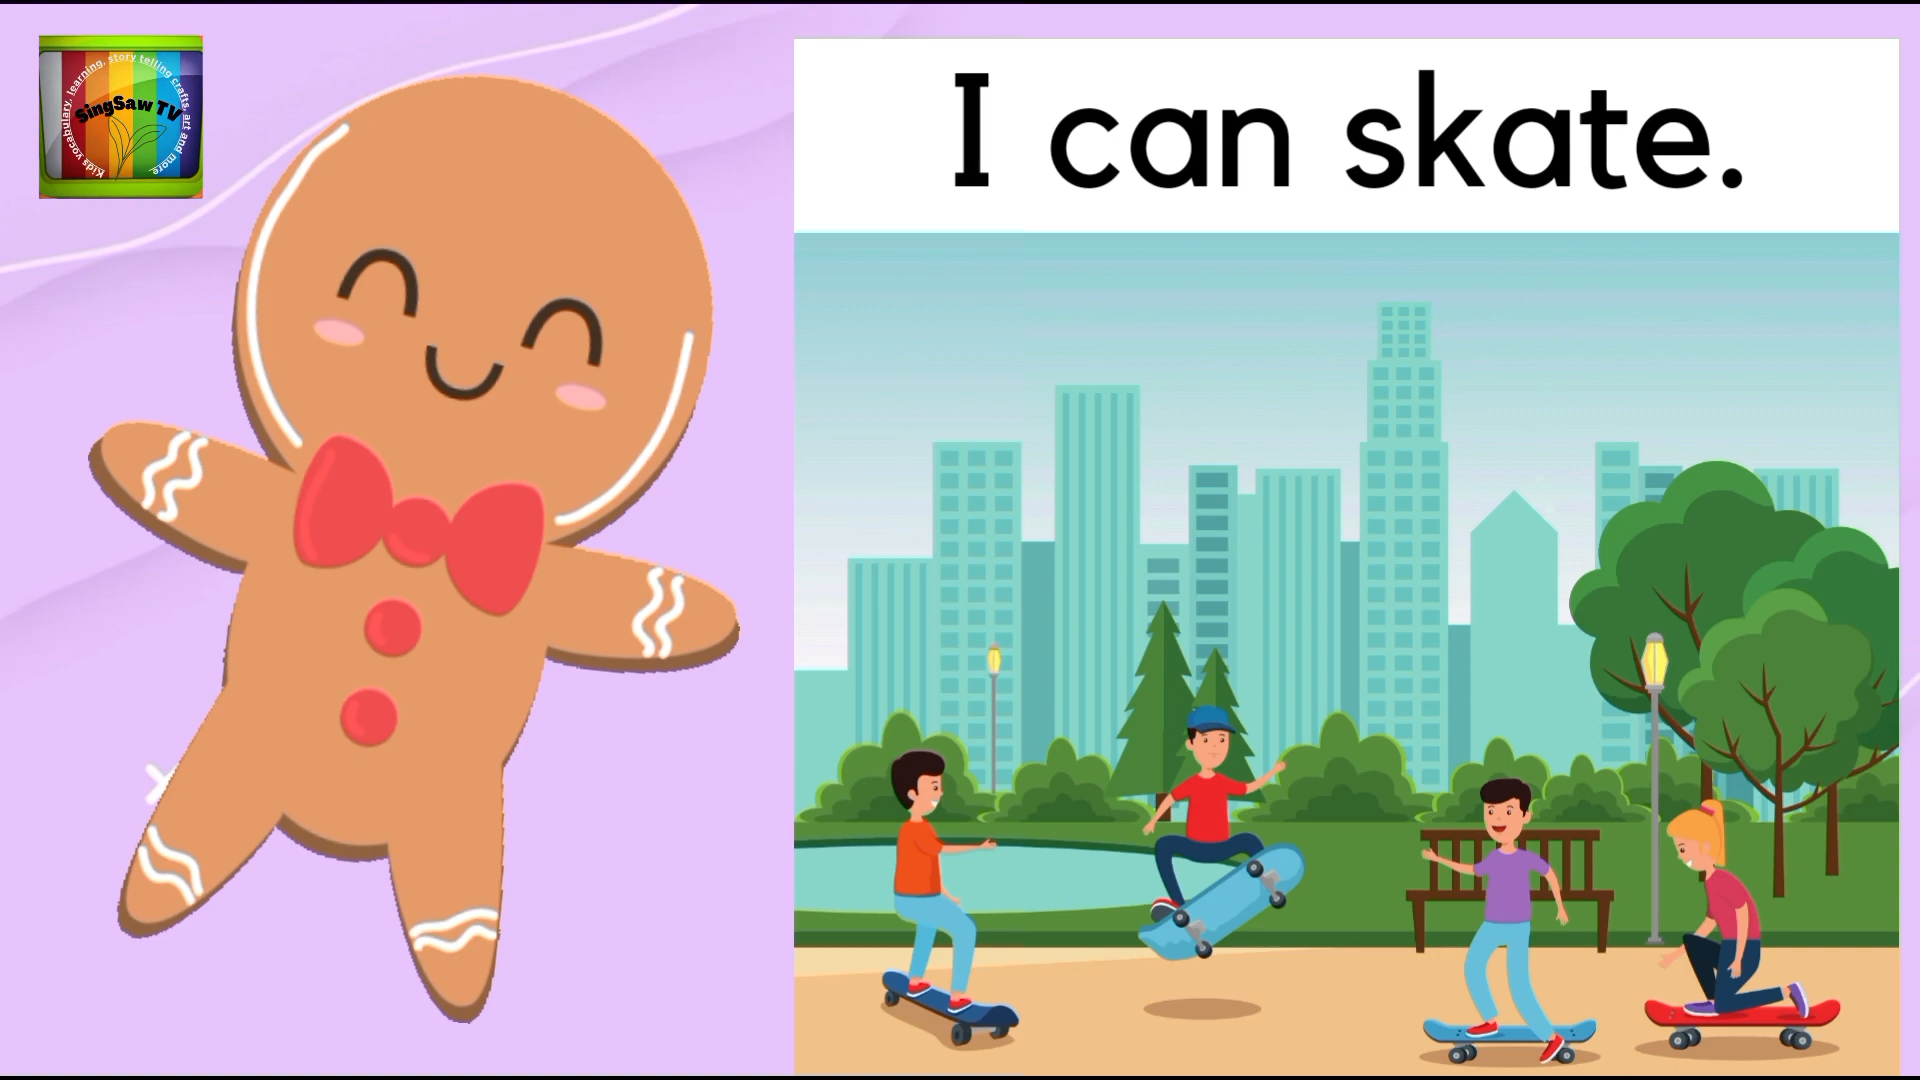 SingSaw TV
Kids vocabulary, learning, story telling crafts, art and more
I can skate.